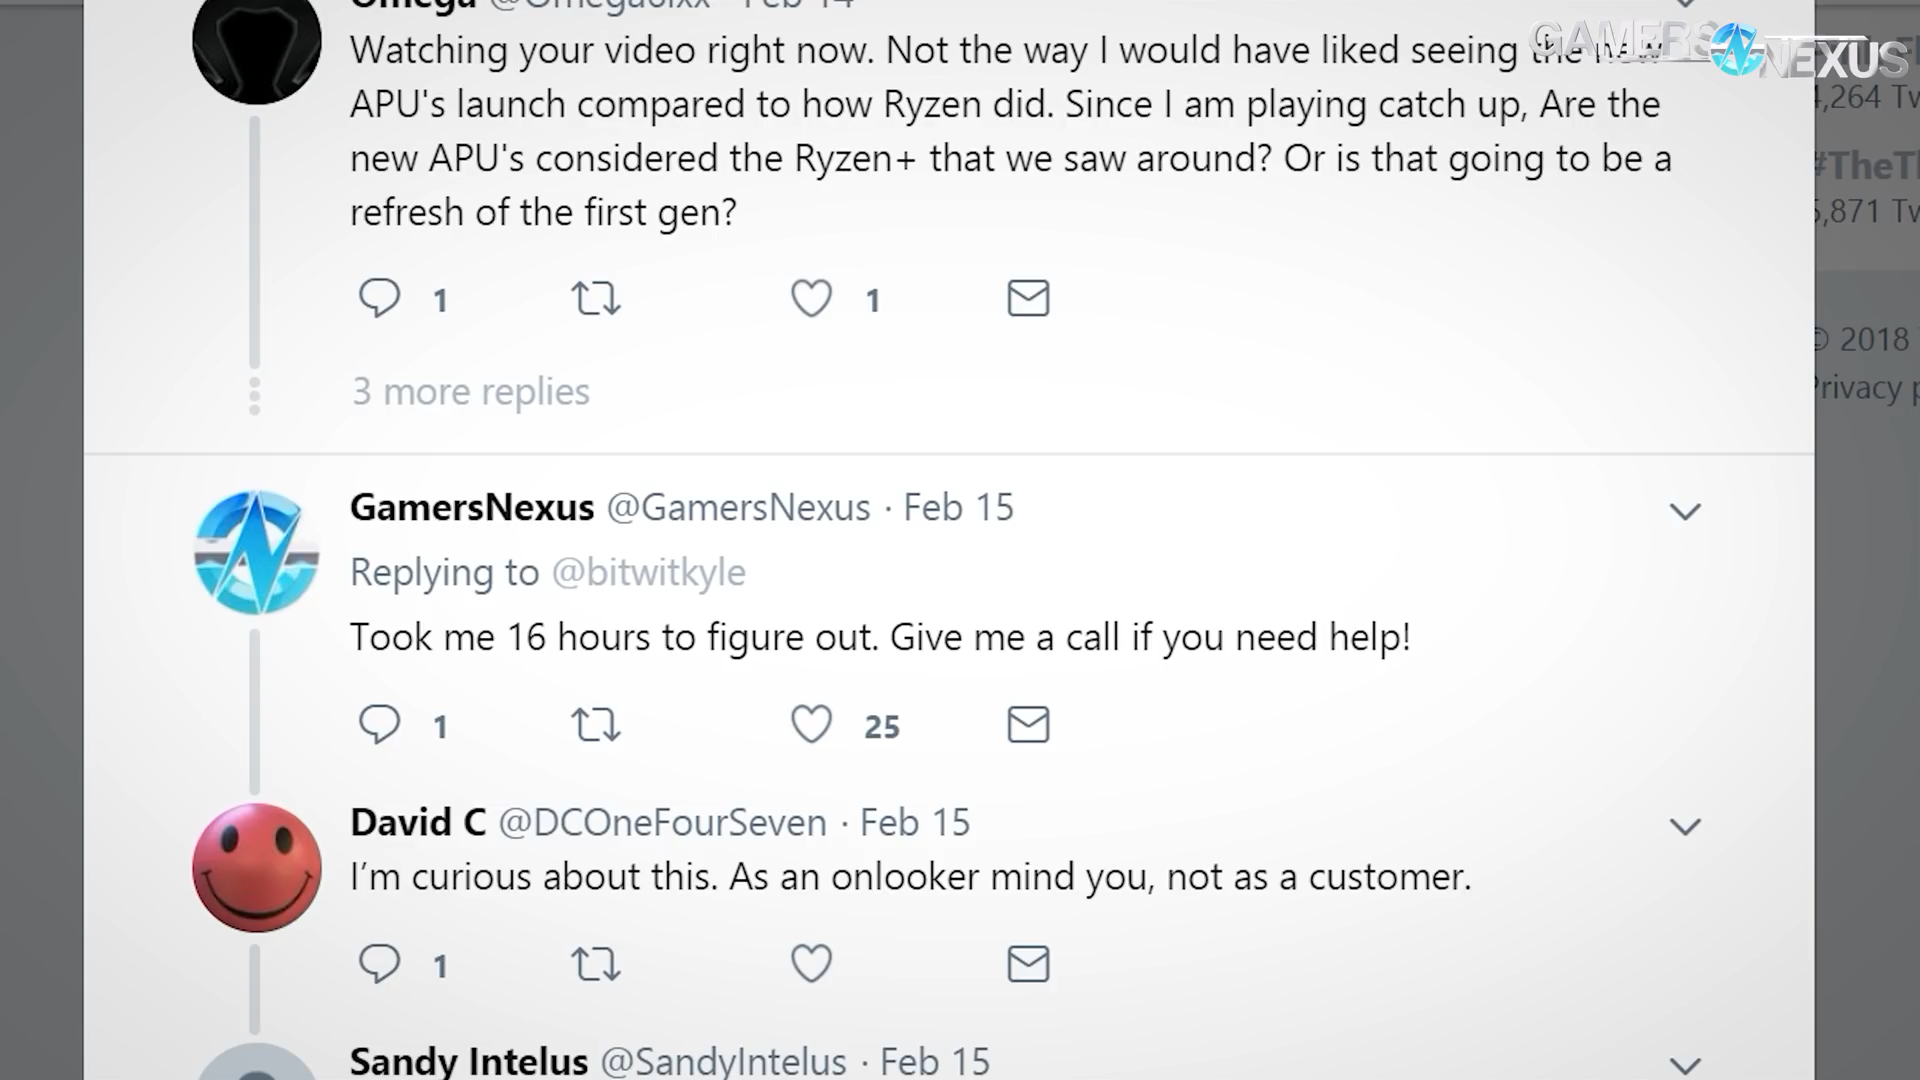 Omega @Omega6ixx · Feb 14
GAMERS NEXUS
Watching your video right now. Not the way I would have liked seeing the new
APU's launch compared to how Ryzen did. Since I am playing catch up, Are the
4,264 Tw
new APU's considered the Ryzen+ that we saw around? Or is that going to be a
#TheTh
refresh of the first gen?
5,871 Tw
1
1
© 2018
3 more replies
Privacy p
GamersNexus @GamersNexus · Feb 15
Replying to @bitwitkyle
Took me 16 hours to figure out. Give me a call if you need help!
1
25
David C @DCOneFourSeven · Feb 15
I'm curious about this. As an onlooker mind you, not as a customer.
1
Sandy Intelus @SandyIntelus · Feb 15